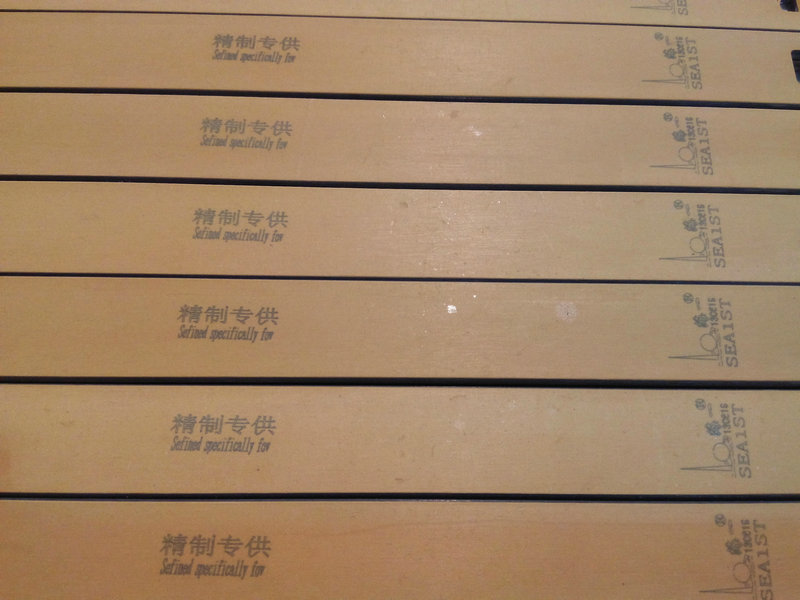 精制专供
Sefined specifically fov
SEA1ST
精制专供
Sefined specifically fov
SEA1ST
精制专供
Sefined specifically fov
SEA1ST
精制专供
Sefined specifically fov
SEA1ST
精制专供
Sefined specifically fov
SEA1ST
精制专供
Sefined specifically fov
SEA1ST